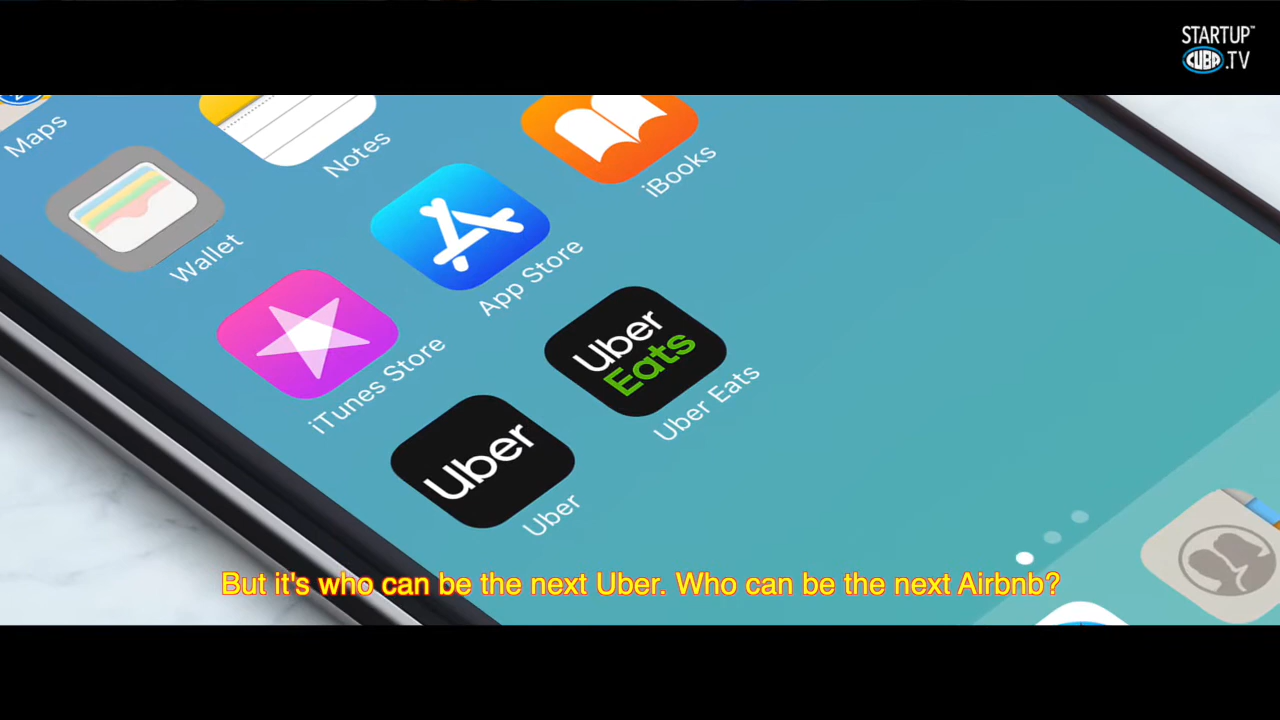 STARTUP™
CUBA.TV
Maps
Notes
iBooks
Wallet
App Store
iTunes Store
Uber
Eats
Uber Eats
Uber
Uber
But it's who can be the next Uber. Who can be the next Airbnb?